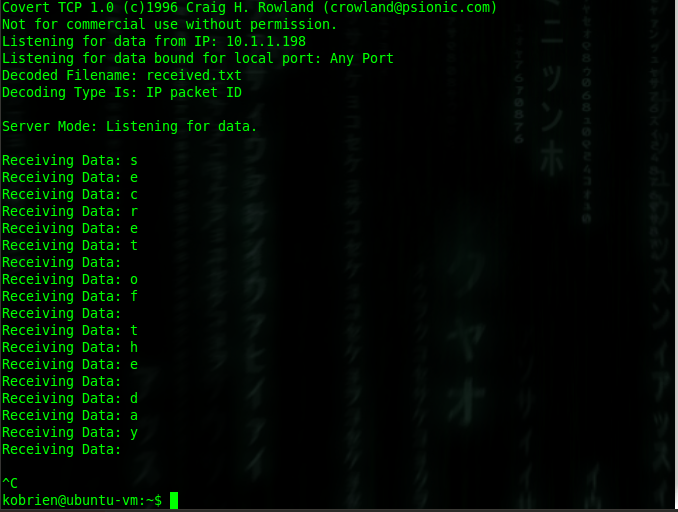 Covert TCP 1.0 (c)1996 Craig H. Rowland (crowland@psionic.com)
Not for commercial use without permission.
Listening for data from IP: 10.1.1.198
Listening for data bound for local port: Any Port
Decoded Filename: received.txt
Decoding Type Is: IP packet ID
Server Mode: Listening for data.
Receiving Data: s
Receiving Data: e
Receiving Data: c
Receiving Data: r
Receiving Data: e
Receiving Data: t
Receiving Data:
Receiving Data: o
Receiving Data: f
Receiving Data:
Receiving Data: t
Receiving Data: h
Receiving Data: e
Receiving Data:
Receiving Data: d
Receiving Data: a
Receiving Data: y
Receiving Data:
^C
kobrien@ubuntu-vm:~$